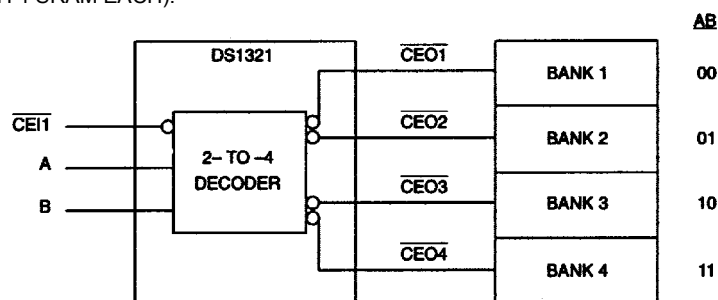 EACH).
AB
DS1321
CEO1
BANK 1
00
CEI1
CEO2
BANK 2
01
A
2– TO –4
DECODER
CEO3
BANK 3
10
B
CEO4
BANK 4
11